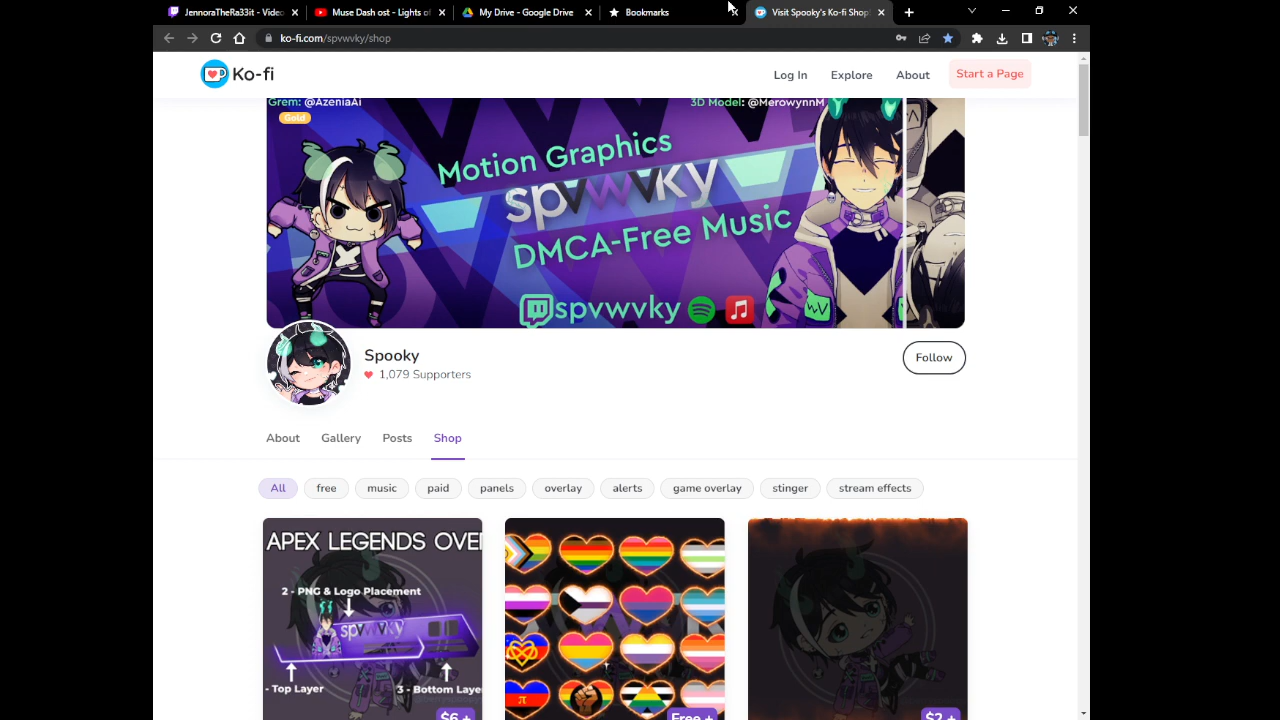 JennoraTheRa33it - Video
Muse Dash ost - Lights of
My Drive - Google Drive
Bookmarks
Visit Spooky's Ko-fi Shop!
ko-fi.com/spvwvky/shop
Ko-fi
Log In
Explore
About
Start a Page
Grem: @AzeniaAi
3D Model: @MerowynnM
Gold
Motion Graphics
spvwvky
DMCA-Free Music
spvwvky
Spooky
1,079 Supporters
Follow
About
Gallery
Posts
Shop
All
free
music
paid
panels
overlay
alerts
game overlay
stinger
stream effects
APEX LEGENDS OVE
2 - PNG & Logo Placement
spvwvky
- Top Layer
3 - Bottom Laye
$6 +
Free +
$2 +